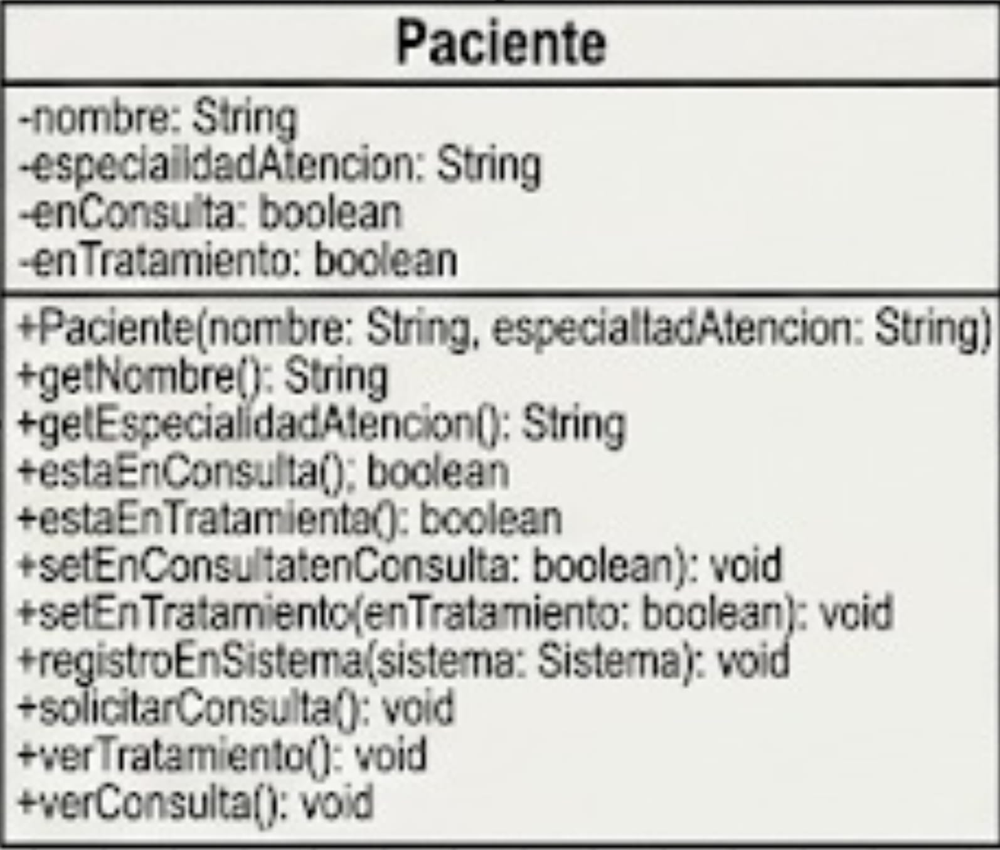 Paciente
-nombre: String
-especiaildadAtencion: String
-enConsulta: boolean
-enTratamiento: boolean
+Paciente(nombre: String, especialtadAtencion: String)
+getNombre(): String
+getEspecialidadAtencion(): String
+estaEnConsulta(); boolean
+estaEnTratamienta(): boolean
+setEnConsultatenConsulta: boolean): void
+setEnTratamiento(enTratamiento: boolean): void
+registroEnSistema(sistema: Sistema): void
+solicitarConsulta(): void
+verTratamiento(): void
+verConsulta(): void